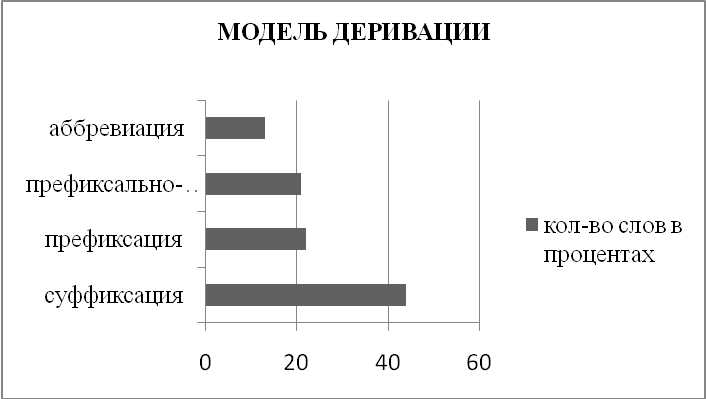 МОДЕЛЬ ДЕРИВАЦИИ
аббревиация
префиксально-..
префиксация
суффиксация
0 20 40 60
кол-во слов в
процентах